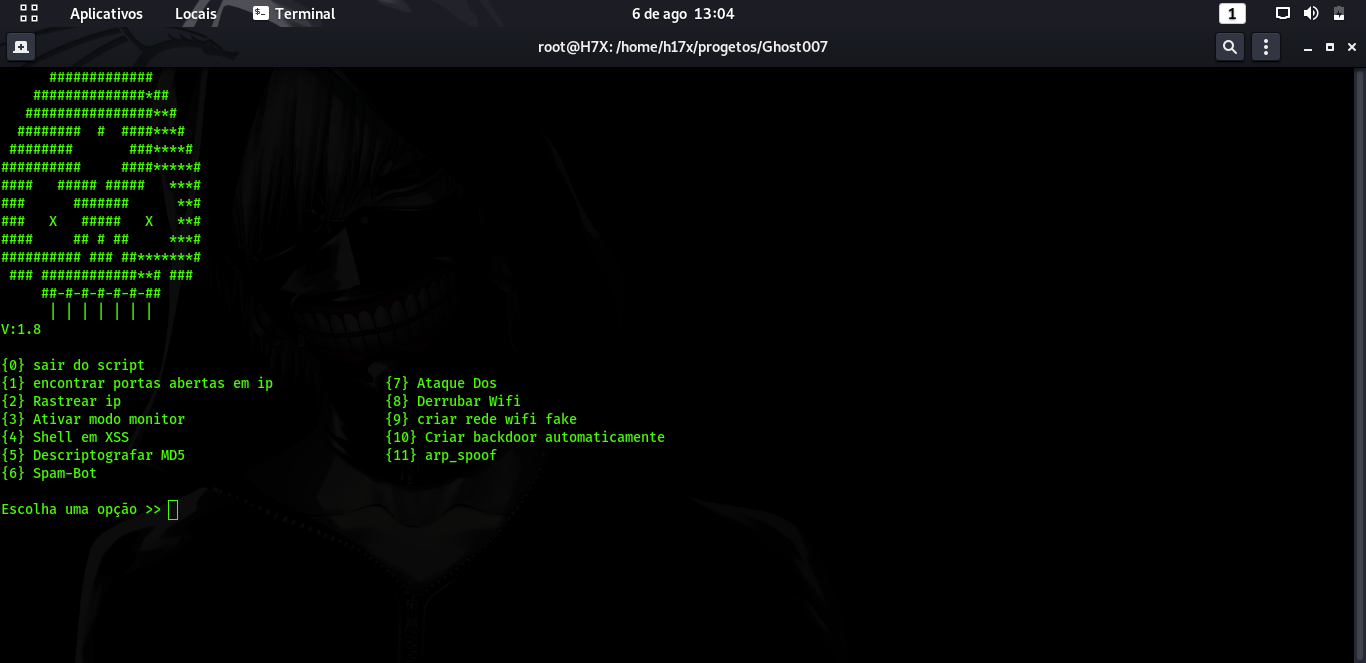 Aplicativos Locais Terminal 6 de ago 13:04 1
root@H7X: /home/h17x/progetos/Ghost007
      #############
    ##############*##
   ################**#
  ########  #  ####***#
 ########       ###****#
##########     ####*****#
####   ##### #####   ***#
###      #######      **#
###   X   #####   X   **#
####     ## # ##     ***#
########## ### ##*******#
 ### ############**# ###
     ##-#-#-#-#-#-##
      | | | | | | |
V:1.8
{0} sair do script
{1} encontrar portas abertas em ip {7} Ataque Dos
{2} Rastrear ip {8} Derrubar Wifi
{3} Ativar modo monitor {9} criar rede wifi fake
{4} Shell em XSS {10} Criar backdoor automaticamente
{5} Descriptografar MD5 {11} arp_spoof
{6} Spam-Bot
Escolha uma opção >>